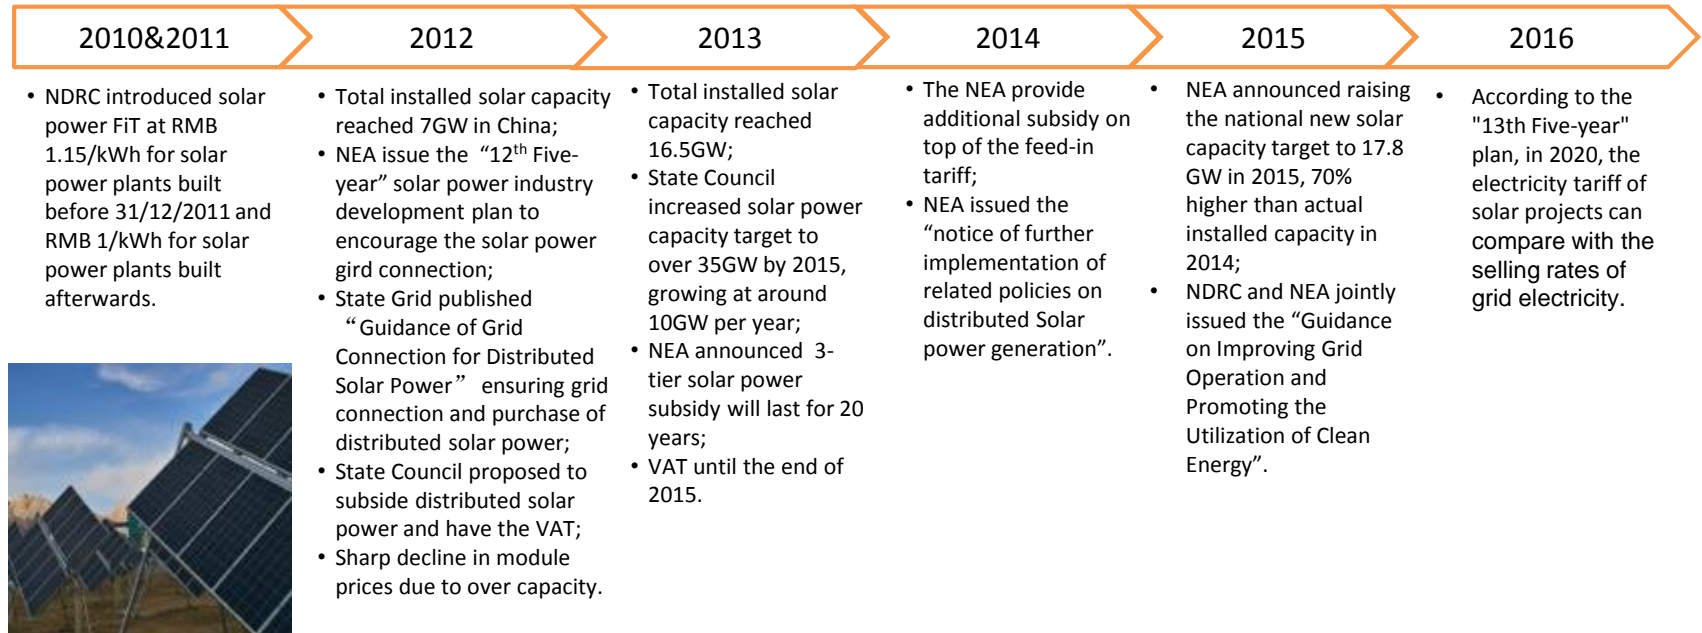 2010&2011
2012
2013
2014
2015
2016
• NDRC introduced solar
power FiT at RMB
1.15/kWh for solar
power plants built
before 31/12/2011 and
RMB 1/kWh for solar
power plants built
afterwards.
• Total installed solar capacity
reached 7GW in China;
• NEA issue the “12th Five-
year” solar power industry
development plan to
encourage the solar power
gird connection;
• State Grid published
“Guidance of Grid
Connection for Distributed
Solar Power” ensuring grid
connection and purchase of
distributed solar power;
• State Council proposed to
subside distributed solar
power and have the VAT;
• Sharp decline in module
prices due to over capacity.
• Total installed solar
capacity reached
16.5GW;
• State Council
increased solar power
capacity target to
over 35GW by 2015,
growing at around
10GW per year;
• NEA announced 3-
tier solar power
subsidy will last for 20
years;
• VAT until the end of
2015.
• The NEA provide
additional subsidy on
top of the feed-in
tariff;
• NEA issued the
“notice of further
implementation of
related policies on
distributed Solar
power generation”.
• NEA announced raising
the national new solar
capacity target to 17.8
GW in 2015, 70%
higher than actual
installed capacity in
2014;
• NDRC and NEA jointly
issued the “Guidance
on Improving Grid
Operation and
Promoting the
Utilization of Clean
Energy”.
• According to the
"13th Five-year"
plan, in 2020, the
electricity tariff of
solar projects can
compare with the
selling rates of
grid electricity.